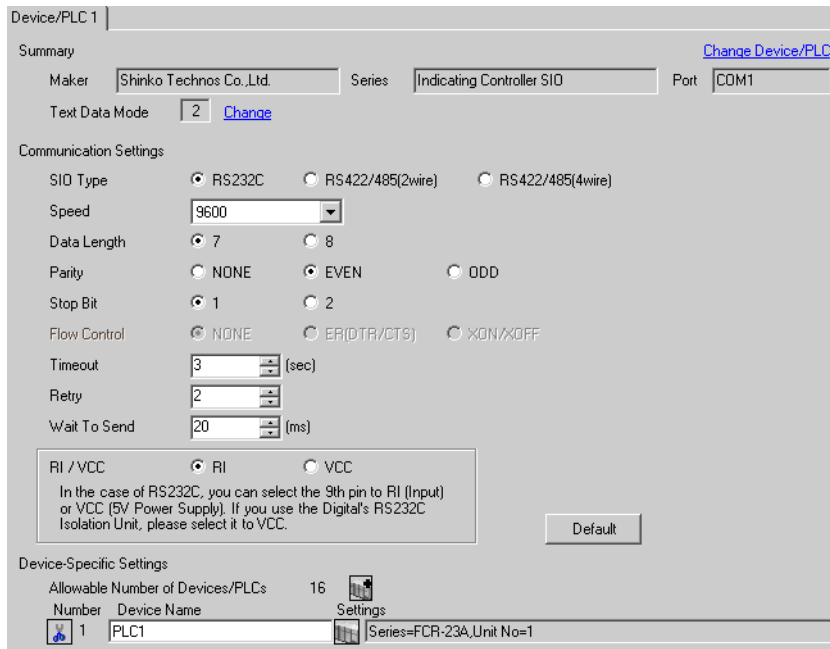 Device/PLC 1
Summary
Change Device/PLC
Maker Shinko Technos Co.,Ltd. Series Indicating Controller SIO Port COM1
Text Data Mode 2 Change
Communication Settings
SIO Type RS232C RS422/485(2wire) RS422/485(4wire)
Speed 9600
Data Length 7 8
Parity NONE EVEN ODD
Stop Bit 1 2
Flow Control NONE ER(DTR/CTS) XON/XOFF
Timeout 3 (sec)
Retry 2
Wait To Send 20 (ms)
RI / VCC RI VCC
In the case of RS232C, you can select the 9th pin to RI (Input)
or VCC (5V Power Supply). If you use the Digital's RS232C
Isolation Unit, please select it to VCC.
Default
Device-Specific Settings
Allowable Number of Devices/PLCs 16
Number Device Name Settings
1 PLC1 Series=FCR-23A,Unit No=1